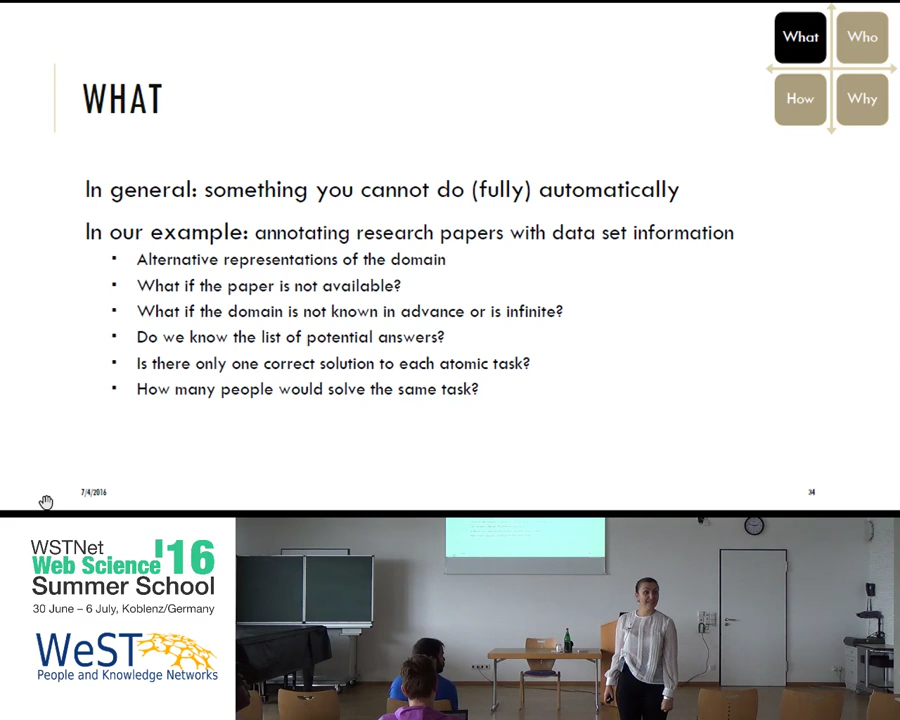 What
Who
How
Why
WHAT
In general: something you cannot do (fully) automatically
In our example: annotating research papers with data set information
▪ Alternative representations of the domain
▪ What if the paper is not available?
▪ What if the domain is not known in advance or is infinite?
▪ Do we know the list of potential answers?
▪ Is there only one correct solution to each atomic task?
▪ How many people would solve the same task?
7/4/2016
34
WSTNet
Web Science '16
Summer School
30 June – 6 July, Koblenz/Germany
WeST
People and Knowledge Networks